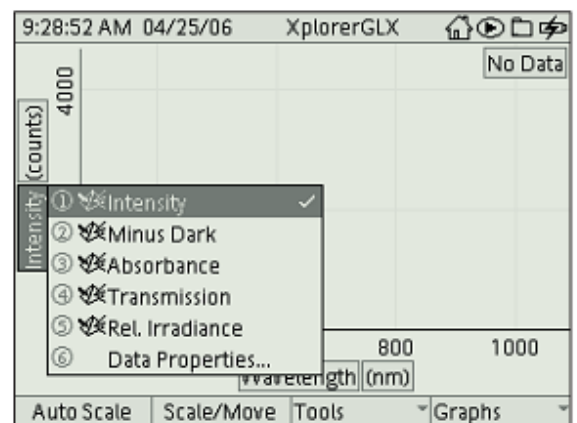 9:28:52 AM 04/25/06 XplorerGLX
No Data
4000
Intensity (counts)
① Intensity ✓
② Minus Dark
③ Absorbance
④ Transmission
⑤ Rel. Irradiance
⑥ Data Properties...
800 1000
Wavelength (nm)
Auto Scale Scale/Move Tools Graphs